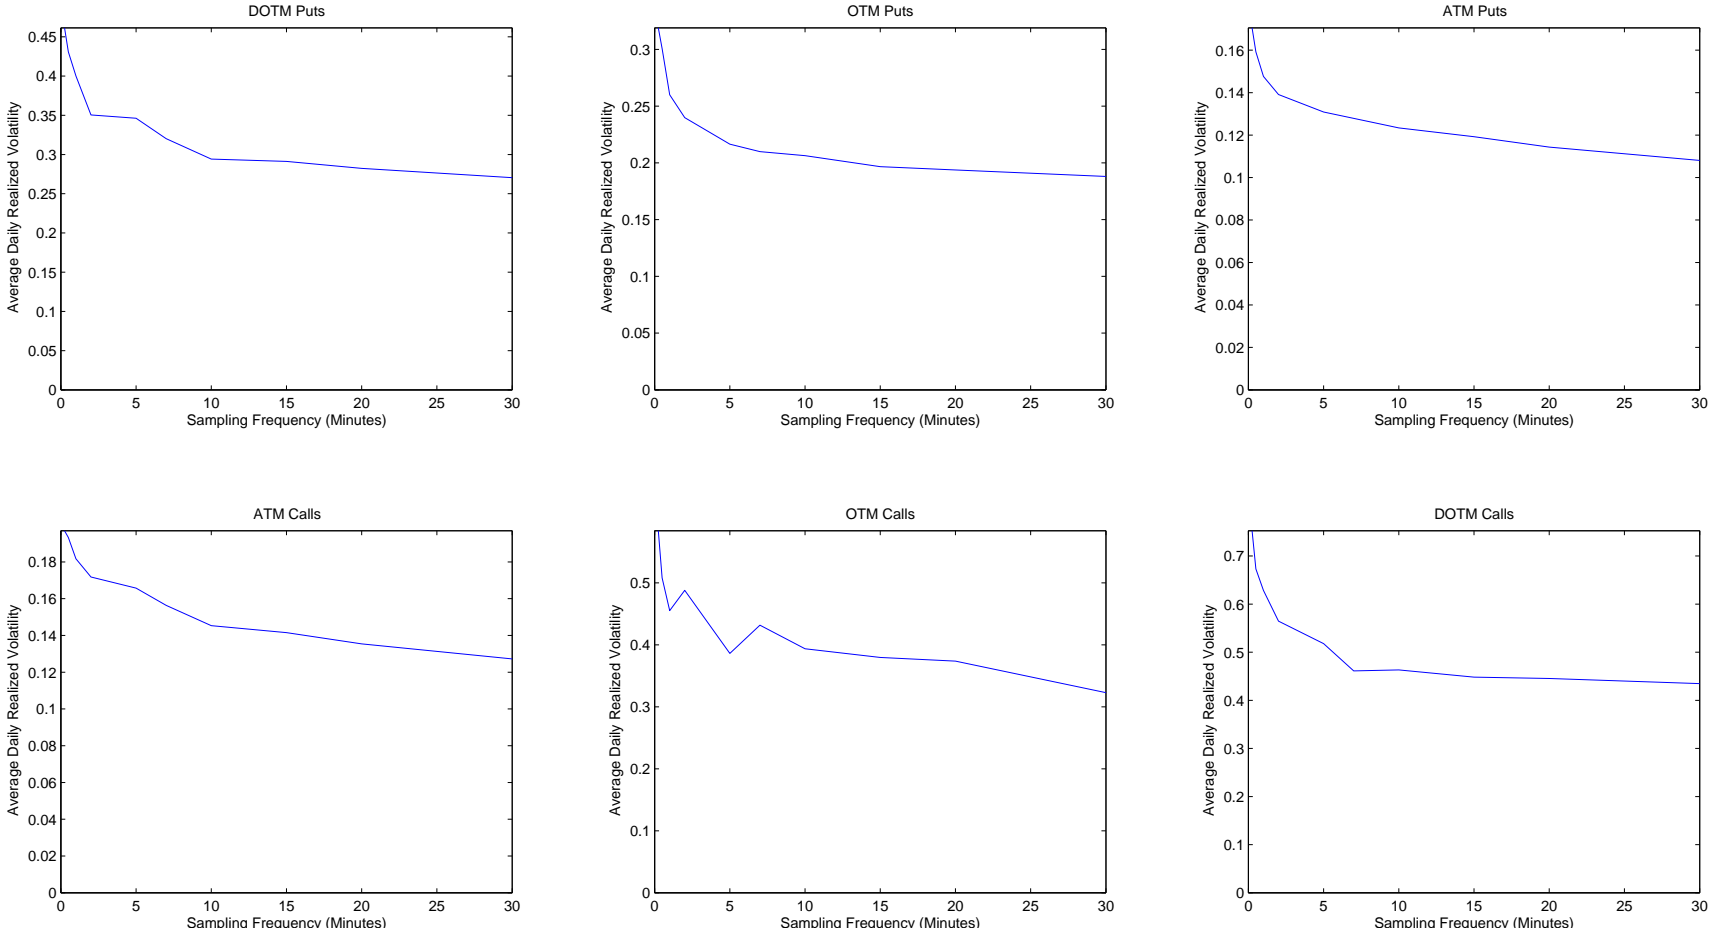 DOTM Puts
0.45
0.4
0.35
0.3
0.25
0.2
0.15
0.1
0.05
0
Average Daily Realized Volatility
0 5 10 15 20 25 30
Sampling Frequency (Minutes)
OTM Puts
0.3
0.25
0.2
0.15
0.1
0.05
0
Average Daily Realized Volatility
0 5 10 15 20 25 30
Sampling Frequency (Minutes)
ATM Puts
0.16
0.14
0.12
0.1
0.08
0.06
0.04
0.02
0
Average Daily Realized Volatility
0 5 10 15 20 25 30
Sampling Frequency (Minutes)
ATM Calls
0.18
0.16
0.14
0.12
0.1
0.08
0.06
0.04
0.02
0
Average Daily Realized Volatility
0 5 10 15 20 25 30
Sampling Frequency (Minutes)
OTM Calls
0.5
0.4
0.3
0.2
0.1
0
Average Daily Realized Volatility
0 5 10 15 20 25 30
Sampling Frequency (Minutes)
DOTM Calls
0.7
0.6
0.5
0.4
0.3
0.2
0.1
0
Average Daily Realized Volatility
0 5 10 15 20 25 30
Sampling Frequency (Minutes)